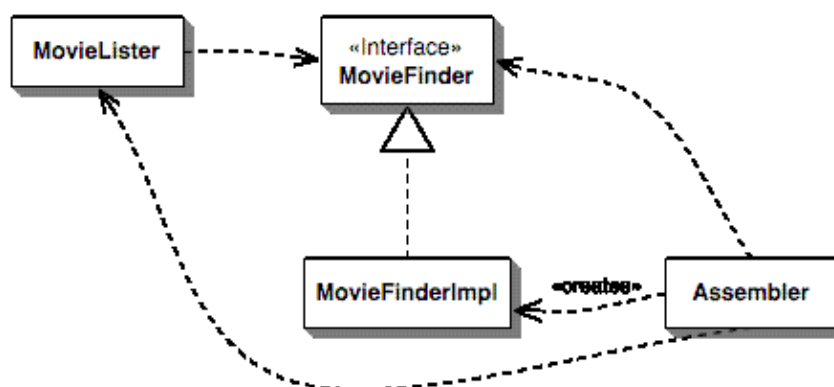 MovieLister
«Interface»
MovieFinder
MovieFinderImpl
«creates»
Assembler